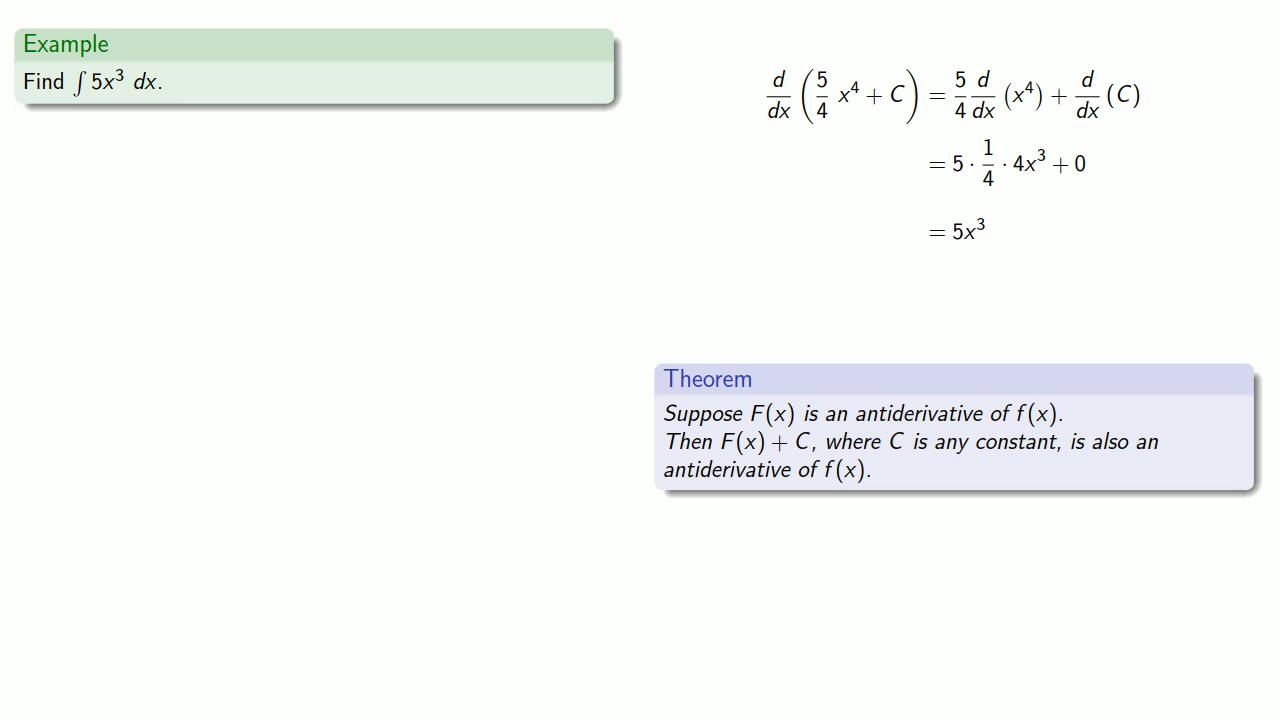 Example
Find ∫ 5x³ dx.
d/dx (5/4 x⁴ + C) = 5/4 d/dx (x⁴) + d/dx (C)
= 5 · 1/4 · 4x³ + 0
= 5x³
Theorem
Suppose F(x) is an antiderivative of f(x).
Then F(x) + C, where C is any constant, is also an
antiderivative of f(x).